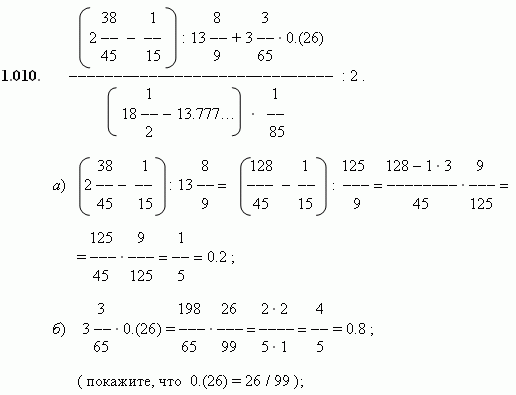 1.010. (2 38/45 − 1/15) : 13 8/9 + 3 3/65 · 0.(26)
(18 1/2 − 13.777…) · 1/85 : 2 .
а) (2 38/45 − 1/15) : 13 8/9 = (128/45 − 1/15) : 125/9 = 128 − 1 · 3/45 · 9/125 =
= 125/45 · 9/125 = 1/5 = 0.2 ;
б) 3 3/65 · 0.(26) = 198/65 · 26/99 = 2 · 2/5 · 1 = 4/5 = 0.8 ;
( покажите, что 0.(26) = 26 / 99 );